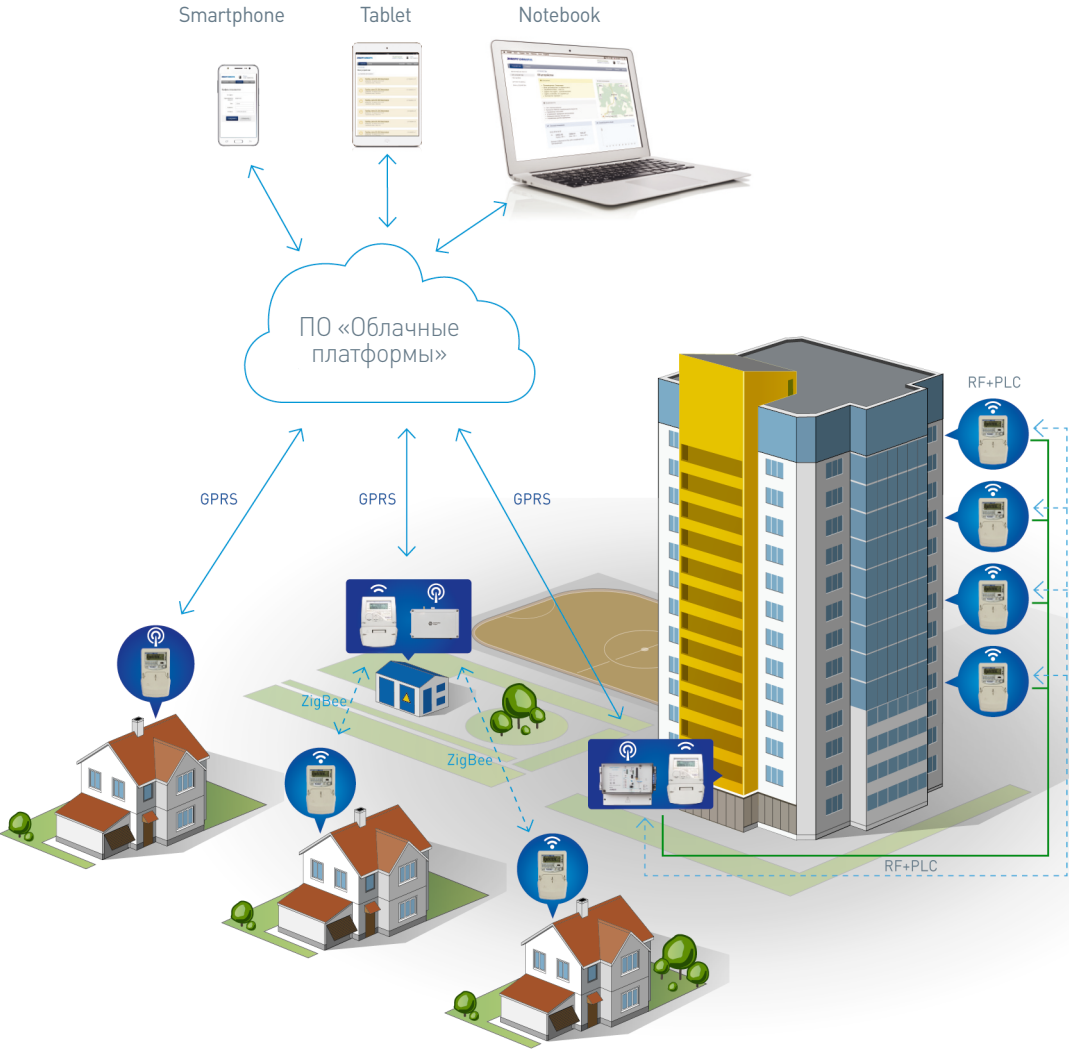 Smartphone
Tablet
Notebook
ПО «Облачные
платформы»
RF+PLC
GPRS
GPRS
GPRS
ZigBee
ZigBee
RF+PLC